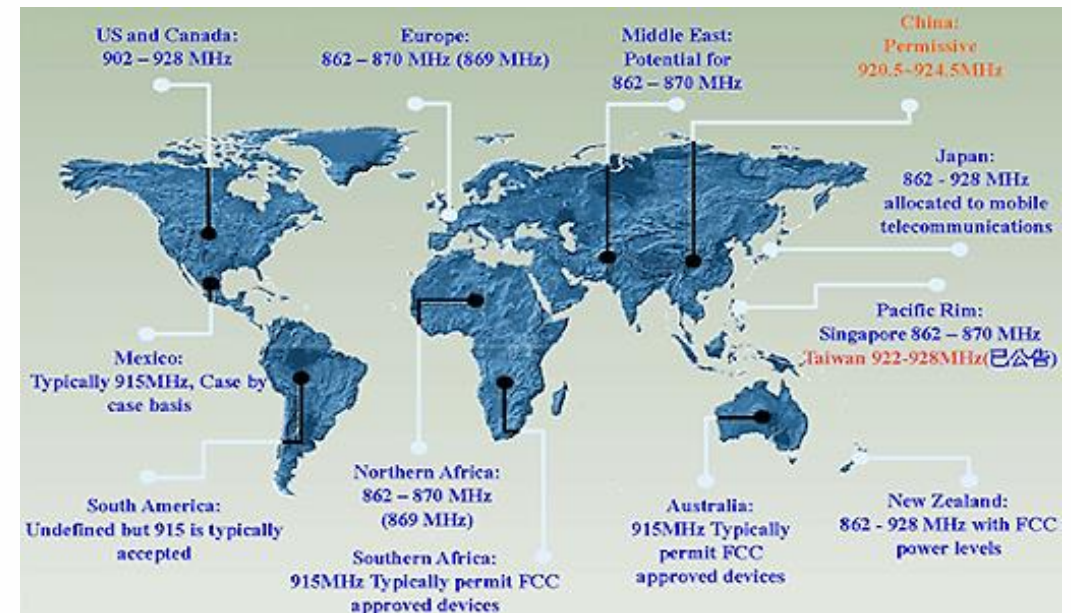 US and Canada:
902 – 928 MHz
Europe:
862 – 870 MHz (869 MHz)
Middle East:
Potential for
862 – 870 MHz
China:
Permissive
920.5~924.5MHz
Japan:
862 - 928 MHz
allocated to mobile
telecommunications
Pacific Rim:
Singapore 862 – 870 MHz
Taiwan 922-928MHz(已公告)
Mexico:
Typically 915MHz, Case by
case basis
South America:
Undefined but 915 is typically
accepted
Northern Africa:
862 – 870 MHz
(869 MHz)
Southern Africa:
915MHz Typically permit FCC
approved devices
Australia:
915MHz Typically
permit FCC
approved devices
New Zealand:
862 - 928 MHz with FCC
power levels